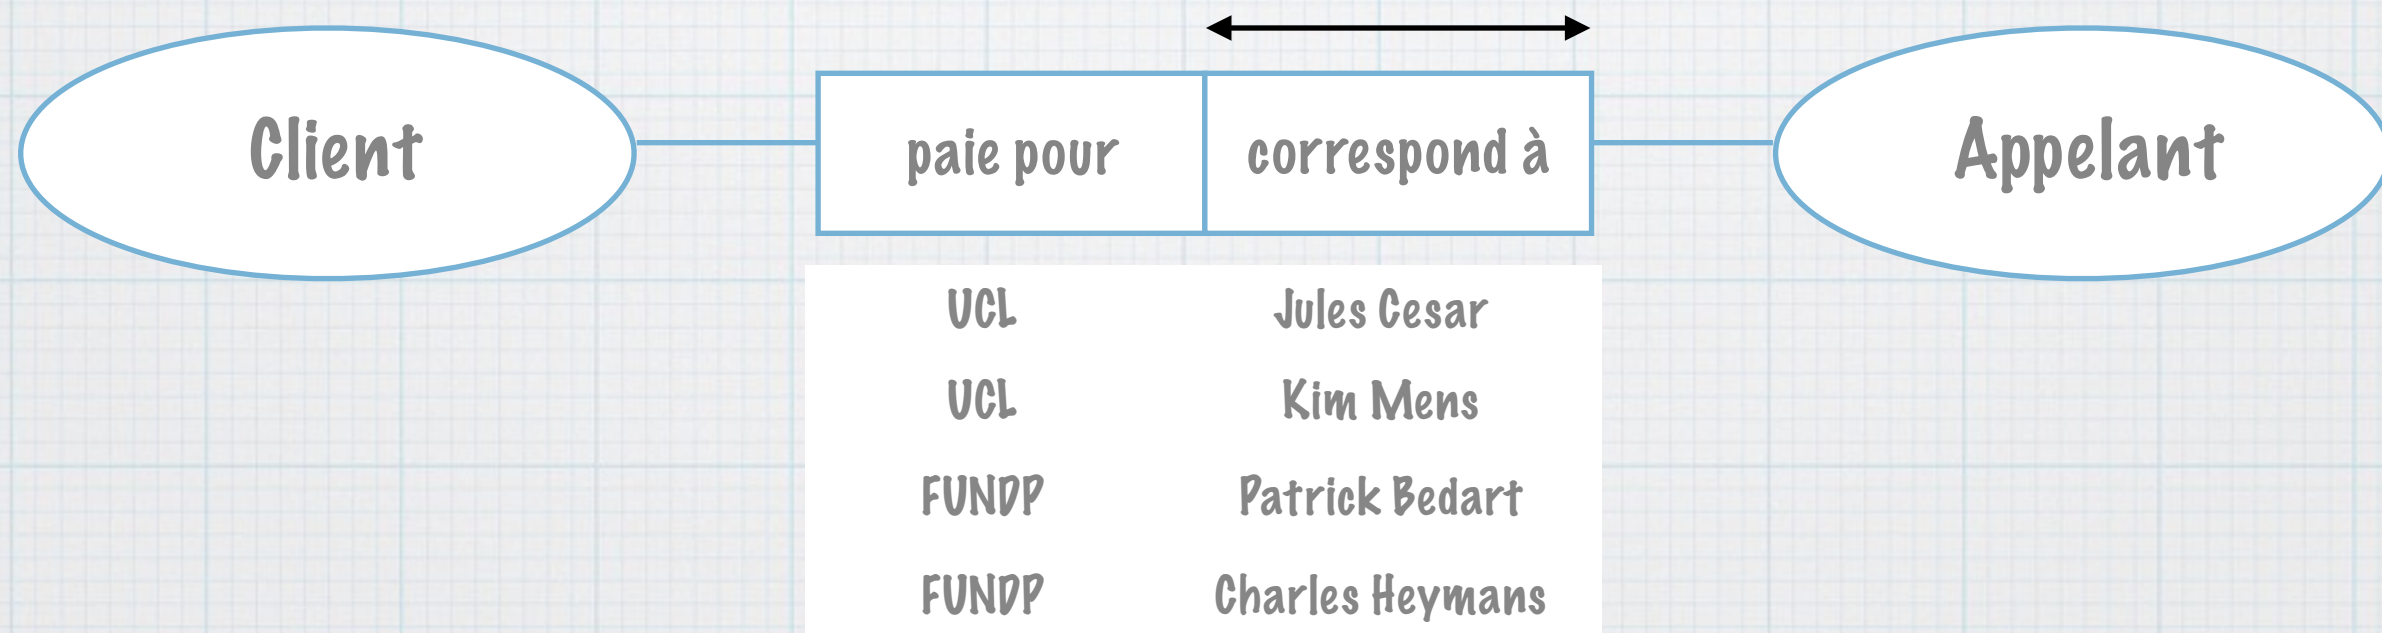 Client
paie pour
correspond à
Appelant
UCL Jules Cesar
UCL Kim Mens
FUNDP Patrick Bedart
FUNDP Charles Heymans